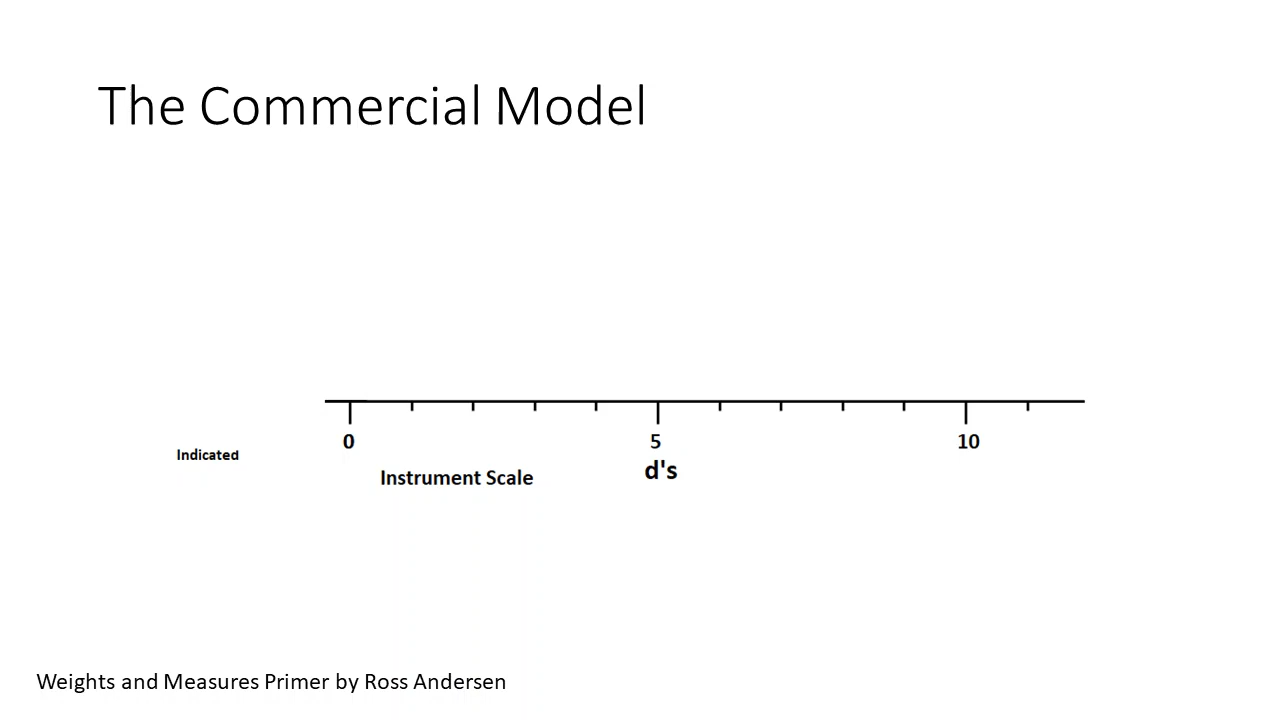 The Commercial Model
0 5 10
Indicated
Instrument Scale
d's
Weights and Measures Primer by Ross Andersen